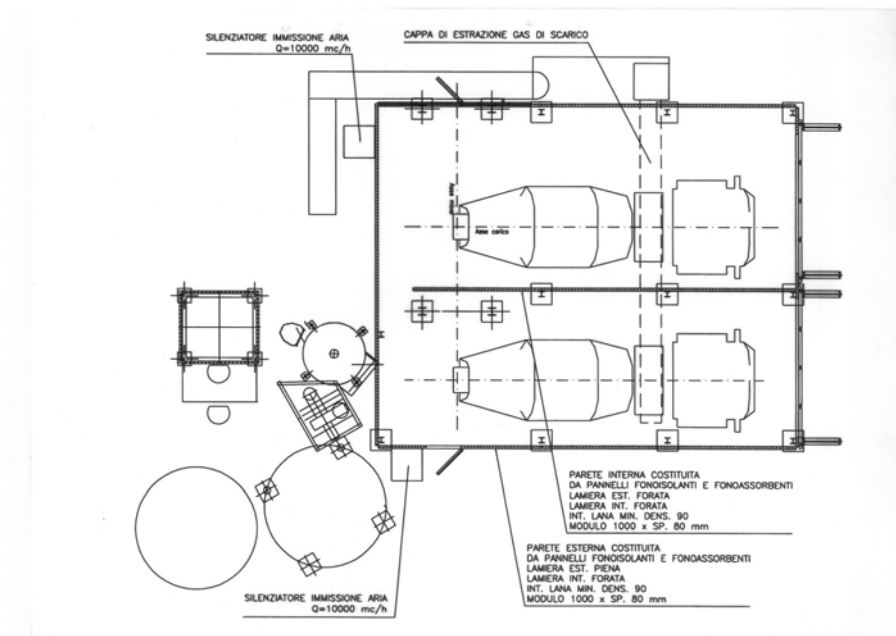 SILENZIATORE IMMISSIONE ARIA
Q=10000 mc/h
CAPPA DI ESTRAZIONE GAS DI SCARICO
Asse mixer
Asse carico
PARETE INTERNA COSTITUITA
DA PANNELLI FONOISOLANTI E FONOASSORBENTI
LAMIERA EST. FORATA
LAMIERA INT. FORATA
INT. LANA MIN. DENS. 90
MODULO 1000 x SP. 80 mm
PARETE ESTERNA COSTITUITA
DA PANNELLI FONOISOLANTI E FONOASSORBENTI
LAMIERA EST. PIENA
LAMIERA INT. FORATA
INT. LANA MIN. DENS. 90
MODULO 1000 x SP. 80 mm
SILENZIATORE IMMISSIONE ARIA
Q=10000 mc/h